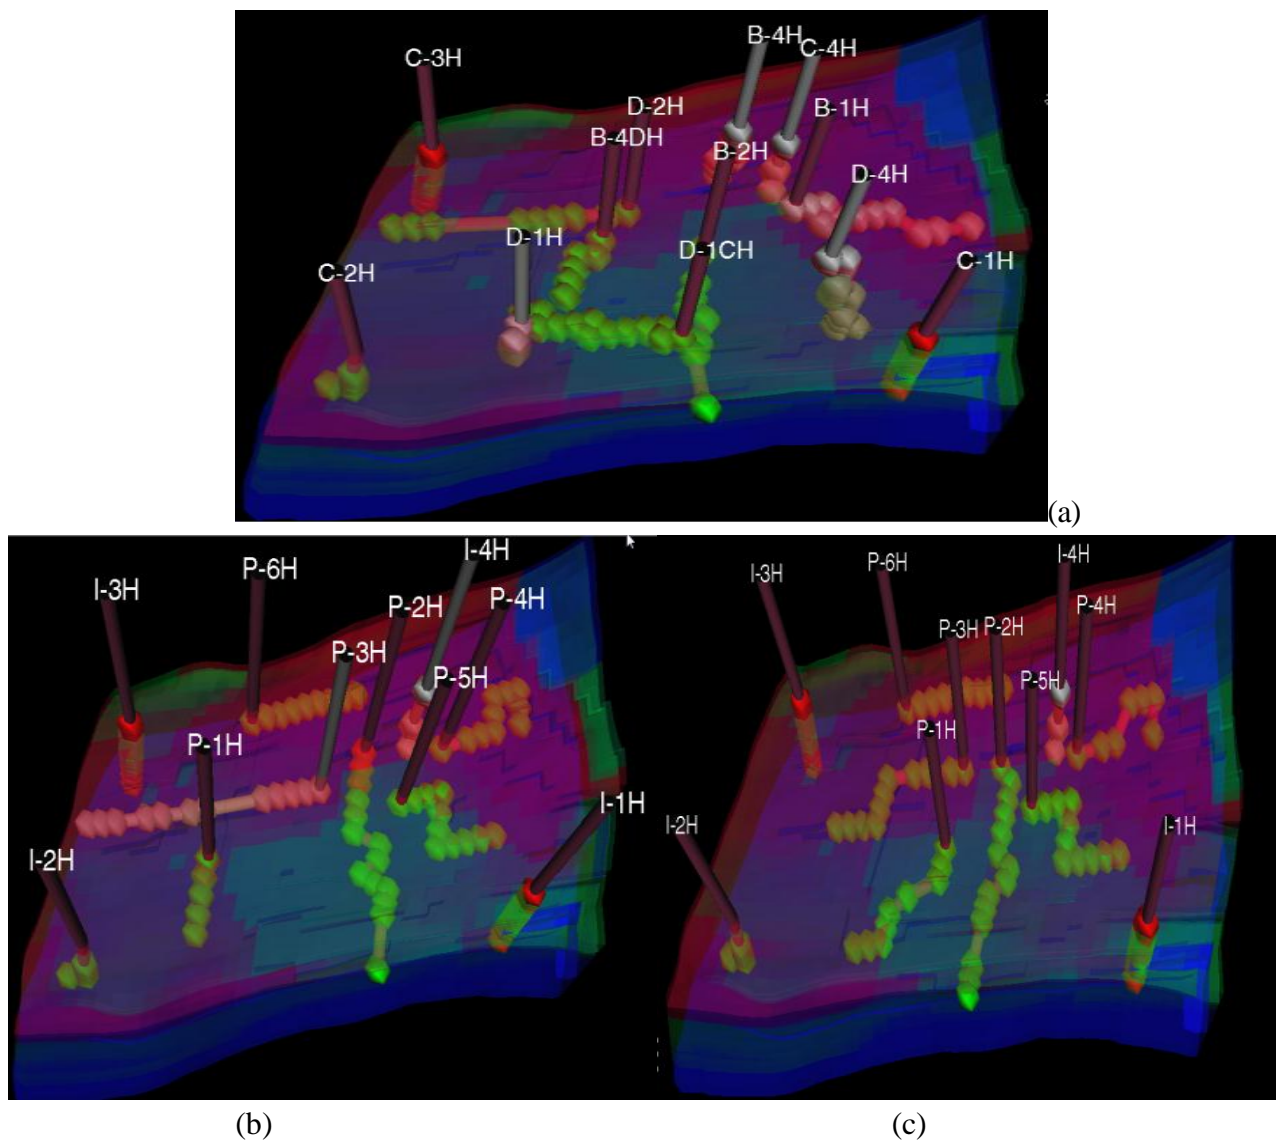 B-4H
C-4H
C-3H
D-2H
B-1H
B-4DH
B-2H
D-4H
D-1H
D-1CH
C-2H
C-1H
(a)
I-4H
P-6H
I-3H
P-2H
P-4H
P-3H
P-5H
P-1H
I-1H
I-2H
I-4H
P-6H
I-3H
P-4H
P-3H
P-2H
P-5H
P-1H
I-2H
I-1H
(b)
(c)